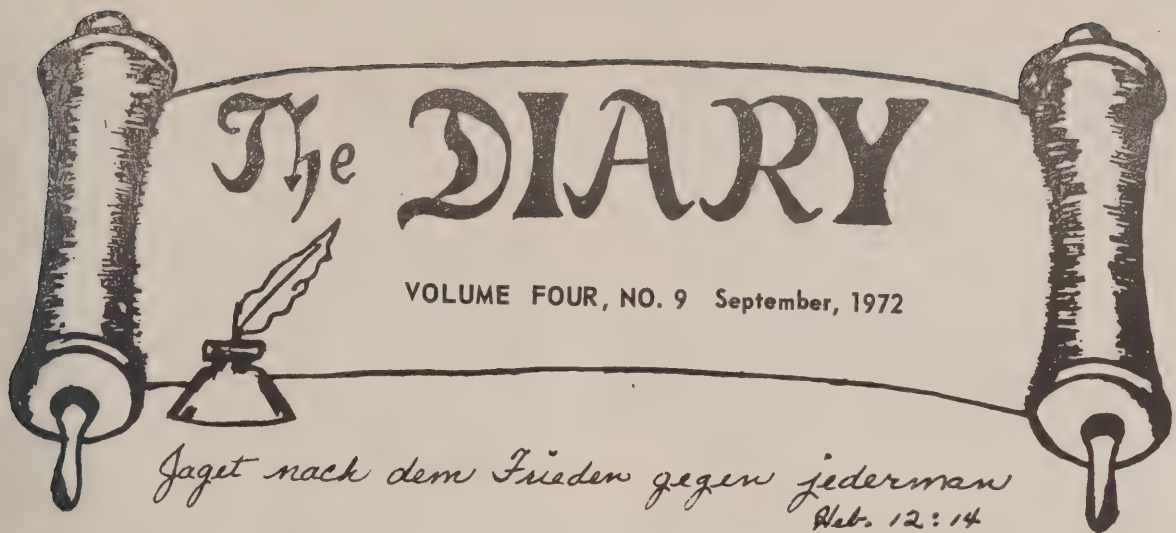 The DIARY
VOLUME FOUR, NO. 9 September, 1972
Jaget nach dem Frieden gegen jederman
Heb. 12:14